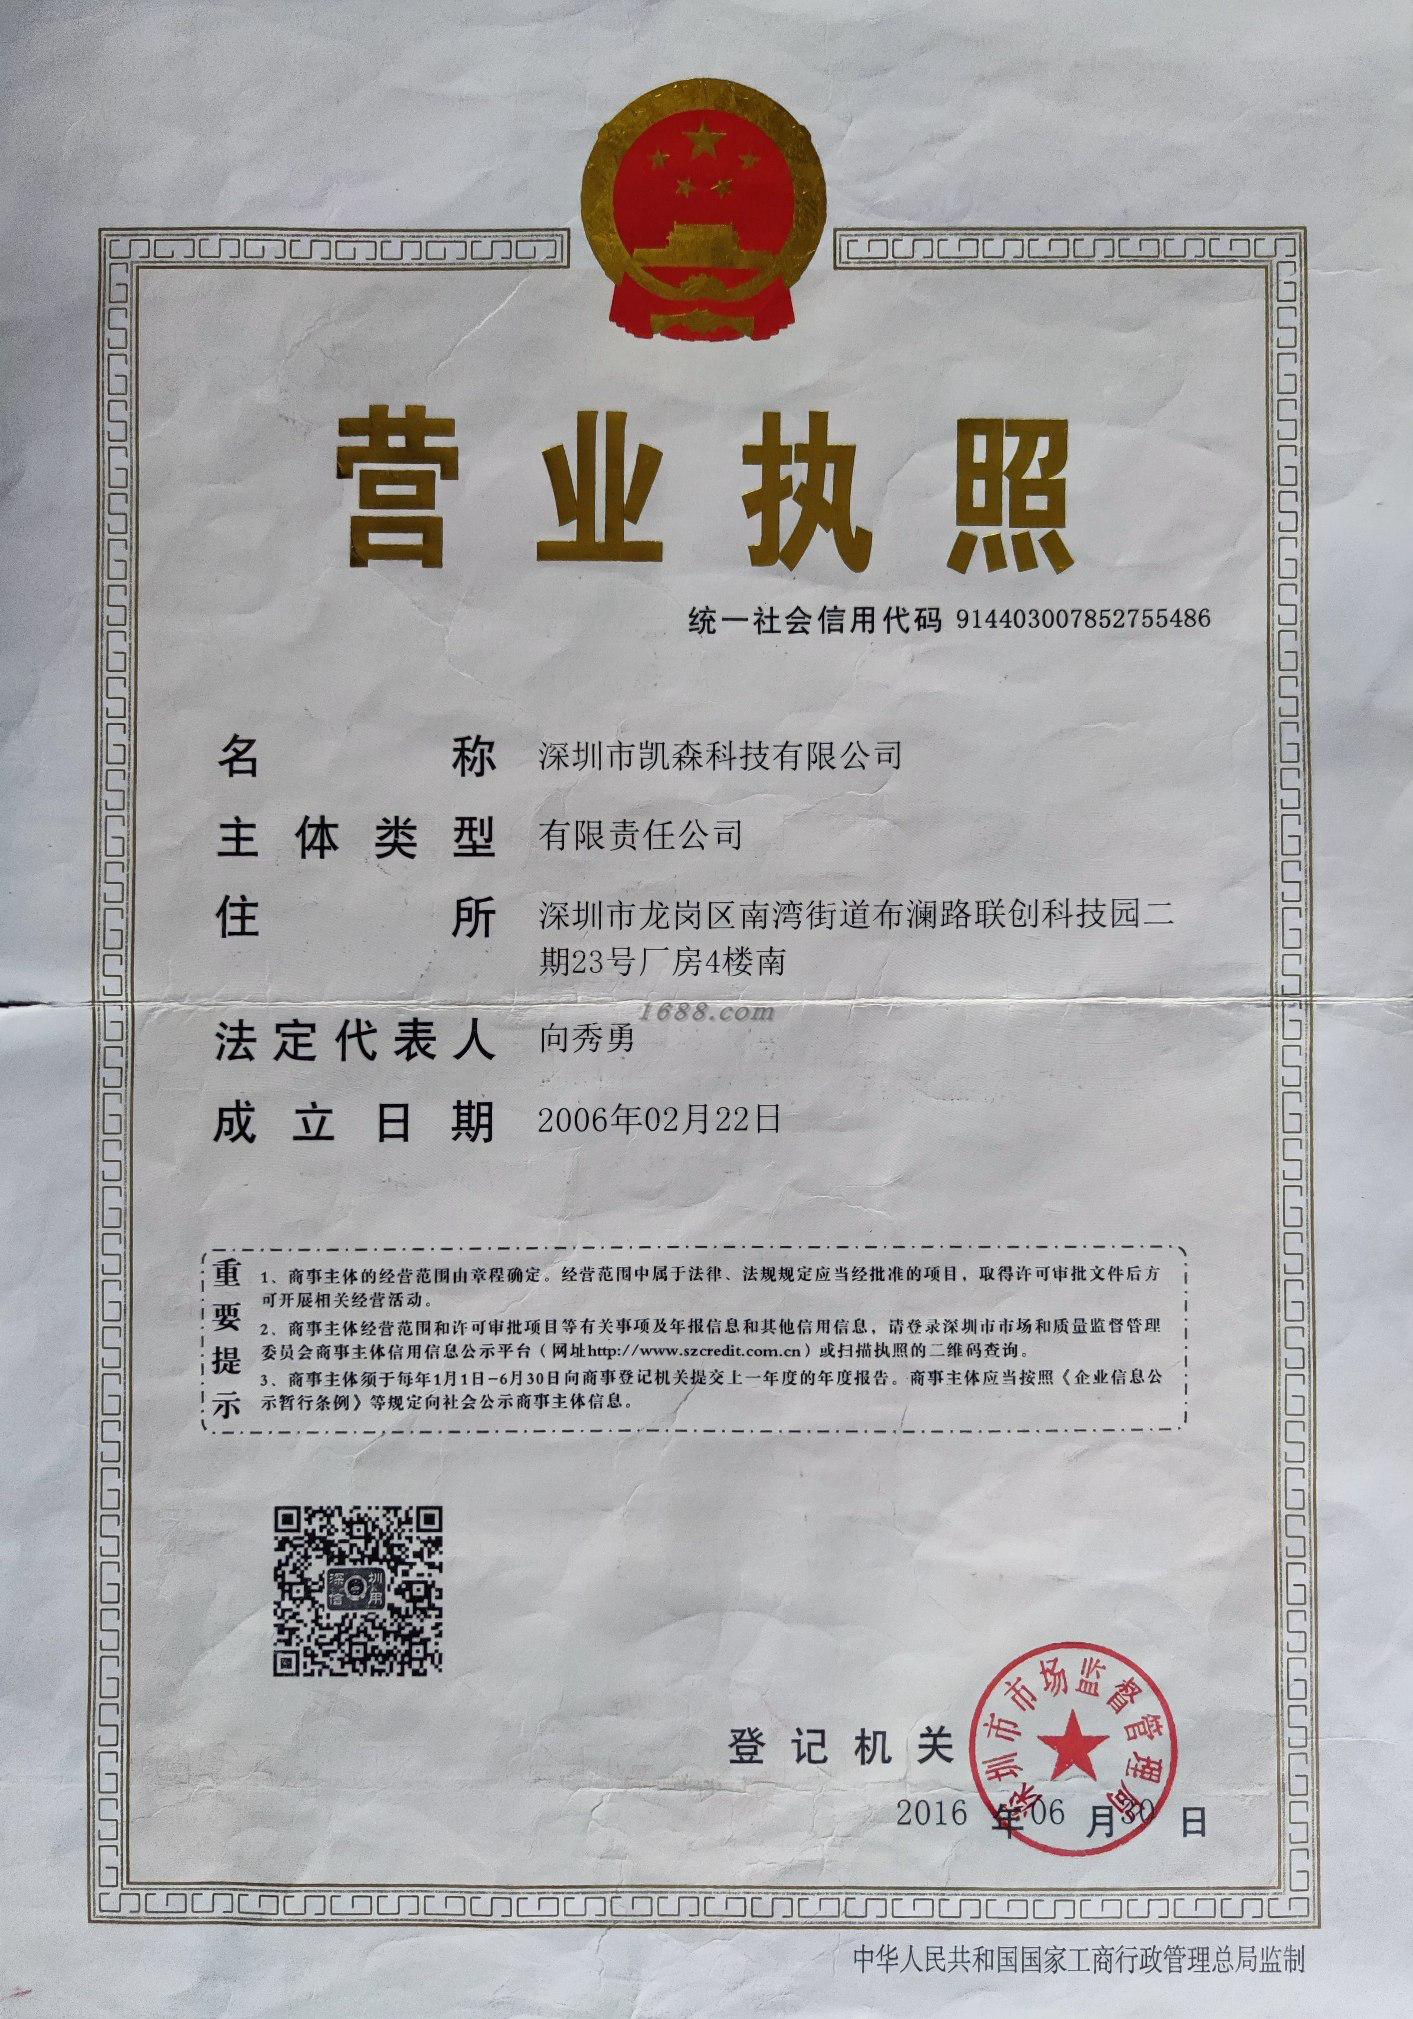 营业执照
统一社会信用代码 914403007852755486
名称 深圳市凯森科技有限公司
主体类型 有限责任公司
住所 深圳市龙岗区南湾街道布澜路联创科技园二
期23号厂房4楼南
1688.com
法定代表人 向秀勇
成立日期 2006年02月22日
重要提示
1、商事主体的经营范围由章程确定。经营范围中属于法律、法规规定应当经批准的项目，取得许可审批文件后方
可开展相关经营活动。
2、商事主体经营范围和许可审批项目等有关事项及年报信息和其他信用信息，请登录深圳市市场和质量监督管理
委员会商事主体信用信息公示平台（网址http://www.szcredit.com.cn）或扫描执照的二维码查询。
3、商事主体须于每年1月1日-6月30日向商事登记机关提交上一年度的年度报告。商事主体应当按照《企业信息公
示暂行条例》等规定向社会公示商事主体信息。
深圳
信用
登记机关
深圳市市场监督管理局
2016 年 06 月 30 日
中华人民共和国国家工商行政管理总局监制